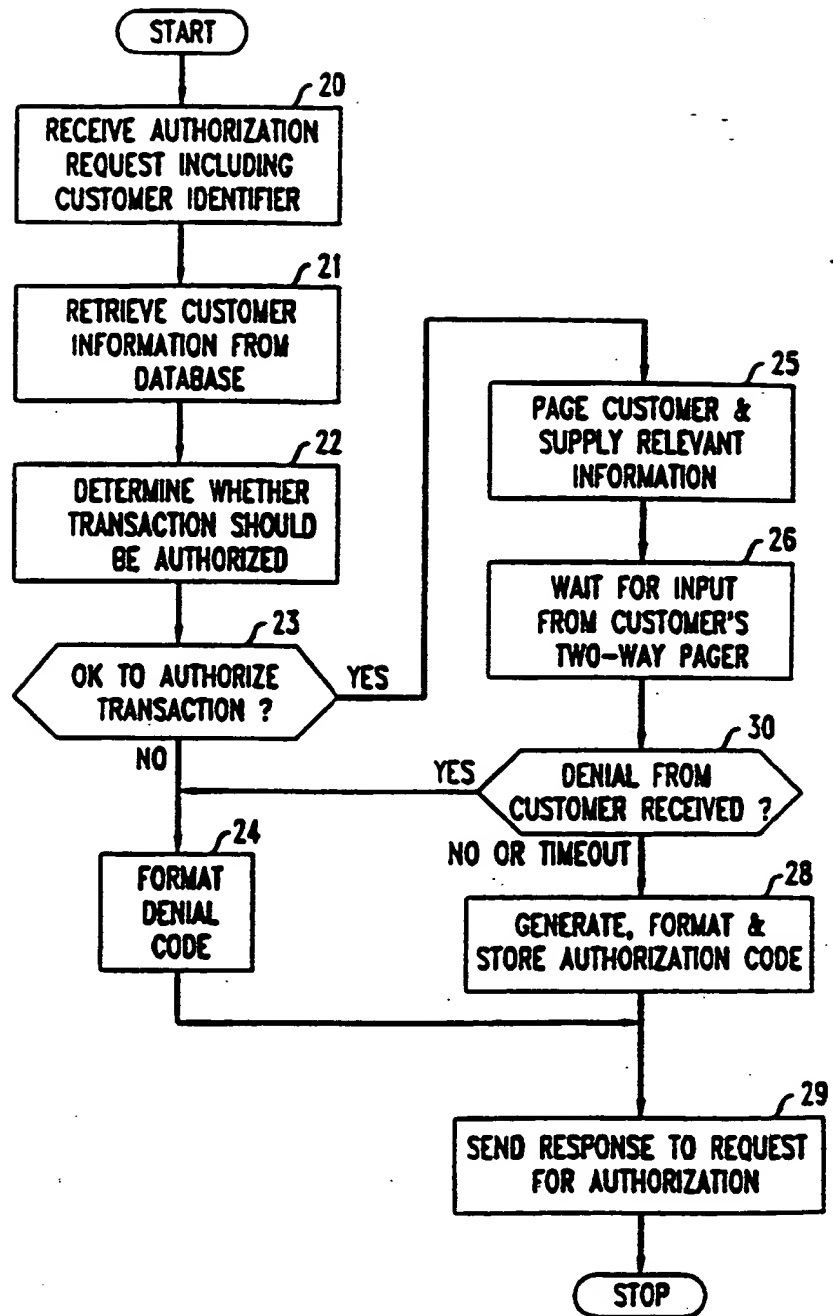 START
20
RECEIVE AUTHORIZATION
REQUEST INCLUDING
CUSTOMER IDENTIFIER
21
RETRIEVE CUSTOMER
INFORMATION FROM
DATABASE
22
DETERMINE WHETHER
TRANSACTION SHOULD
BE AUTHORIZED
23
OK TO AUTHORIZE
TRANSACTION ?
YES
NO
24
FORMAT
DENIAL
CODE
25
PAGE CUSTOMER &
SUPPLY RELEVANT
INFORMATION
26
WAIT FOR INPUT
FROM CUSTOMER'S
TWO-WAY PAGER
30
DENIAL FROM
CUSTOMER RECEIVED ?
YES
NO OR TIMEOUT
28
GENERATE, FORMAT &
STORE AUTHORIZATION CODE
29
SEND RESPONSE TO REQUEST
FOR AUTHORIZATION
STOP